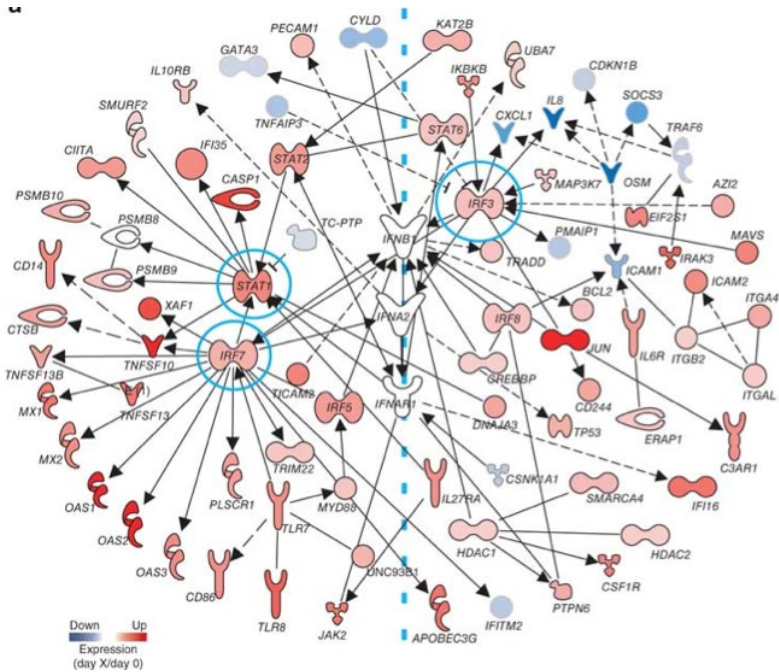 PECAM1
CYLD
KAT2B
GATA3
UBA7
IL10RB
IKBKB
CDKN1B
SMURF2
TNFAIP3
CXCL1
IL8
SOCS3
STAT6
TRAF6
CIITA
IFI35
STAT2
MAP3K7
OSM
CASP1
AZI2
PSMB10
IRF3
EIF2S1
PSMB8
TC-PTP
IFNB1
PMAIP1
MAVS
CD14
PSMB9
TRADD
IRAK3
STAT1
ICAM1
ICAM2
XAF1
IFNA2
BCL2
ITGA4
CTSB
IRF8
TNFSF10
IRF7
JUN
IL6R
ITGB2
TNFSF13B
TICAM2
CREBBP
TNFSF13
IFNAR1
CD244
ITGAL
MX1
IRF5
DNAJA3
TP53
ERAP1
MX2
C3AR1
TRIM22
CSNK1A1
OAS1
PLSCR1
MYD88
IL27RA
SMARCA4
IFI16
OAS2
TLR7
HDAC1
HDAC2
OAS3
UNC93B1
CSF1R
CD86
PTPN6
TLR8
JAK2
APOBEC3G
IFITM2
Down Up
Expression
(day X/day 0)